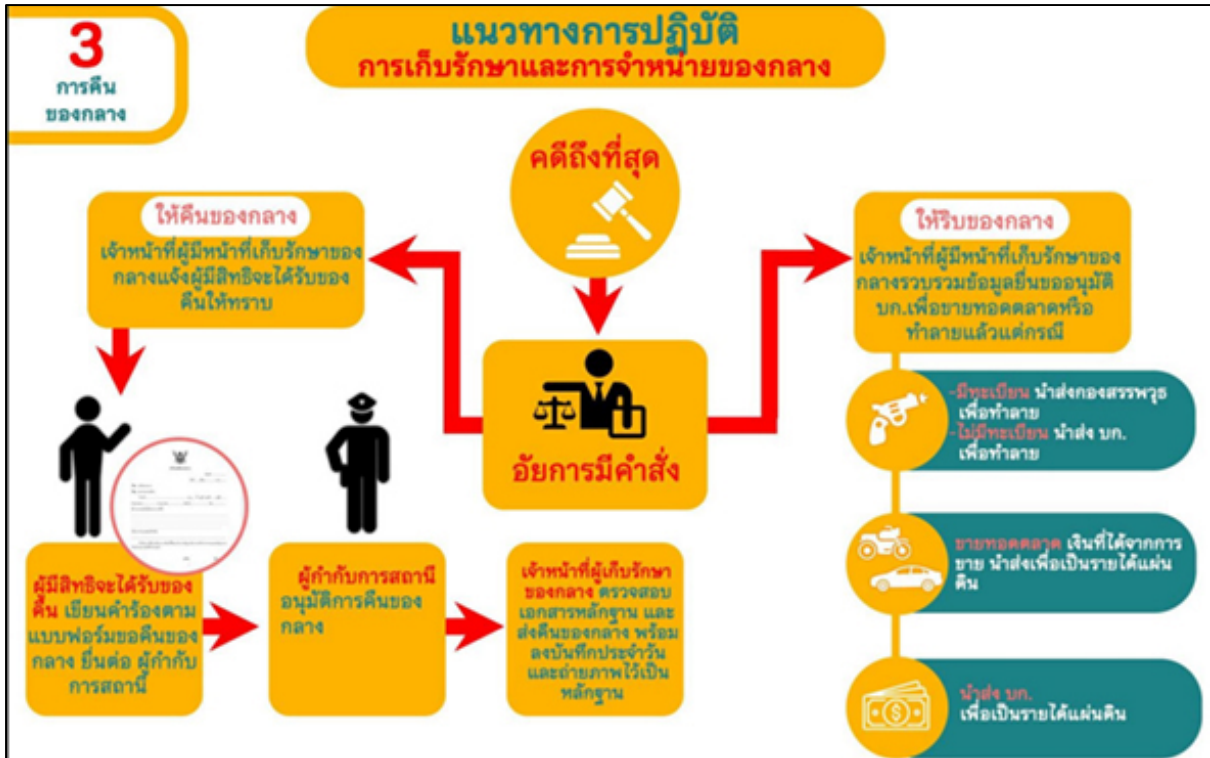 3
การคืน
ของกลาง
แนวทางการปฏิบัติ
การเก็บรักษาและการจำหน่ายของกลาง
คดีถึงที่สุด
ให้คืนของกลาง
เจ้าหน้าที่ผู้มีหน้าที่เก็บรักษาของ
กลางแจ้งผู้มีสิทธิจะได้รับของ
คืนให้ทราบ
ให้ริบของกลาง
เจ้าหน้าที่ผู้มีหน้าที่เก็บรักษาของ
กลางรวบรวมข้อมูลยื่นขออนุมัติ
บก.เพื่อขายทอดตลาดหรือ
ทำลายแล้วแต่กรณี
อัยการมีคำสั่ง
-มีทะเบียน นำส่งกองสรรพวุธ
เพื่อทำลาย
-ไม่มีทะเบียน นำส่ง บก.
เพื่อทำลาย
ผู้มีสิทธิจะได้รับของ
คืน เขียนคำร้องตาม
แบบฟอร์มขอคืนของ
กลาง ยื่นต่อ ผู้กำกับ
การสถานี
ผู้กำกับการสถานี
อนุมัติการคืนของ
กลาง
เจ้าหน้าที่ผู้เก็บรักษา
ของกลาง ตรวจสอบ
เอกสารหลักฐาน และ
ส่งคืนของกลาง พร้อม
ลงบันทึกประจำวัน
และถ่ายภาพไว้เป็น
หลักฐาน
ขายทอดตลาด เงินที่ได้จากการ
ขาย นำส่งเพื่อเป็นรายได้แผ่น
ดิน
นำส่ง บก.
เพื่อเป็นรายได้แผ่นดิน